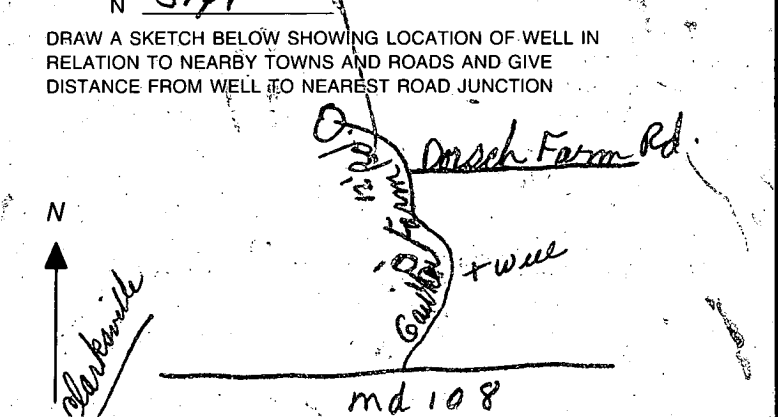 N
DRAW A SKETCH BELOW SHOWING LOCATION OF WELL IN
RELATION TO NEARBY TOWNS AND ROADS AND GIVE
DISTANCE FROM WELL TO NEAREST ROAD JUNCTION
Dorsch Farm Rd.
Farm
N
+ Well
Clarksville
md 108